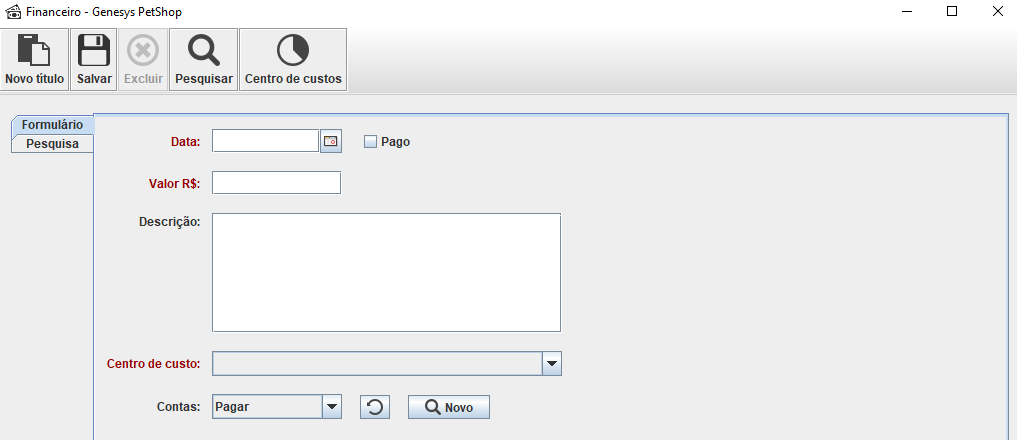 Financeiro - Genesys PetShop
Novo título Salvar Excluir Pesquisar Centro de custos
Formulário
Pesquisa
Data: Pago
Valor R$:
Descrição:
Centro de custo:
Contas: Pagar Novo